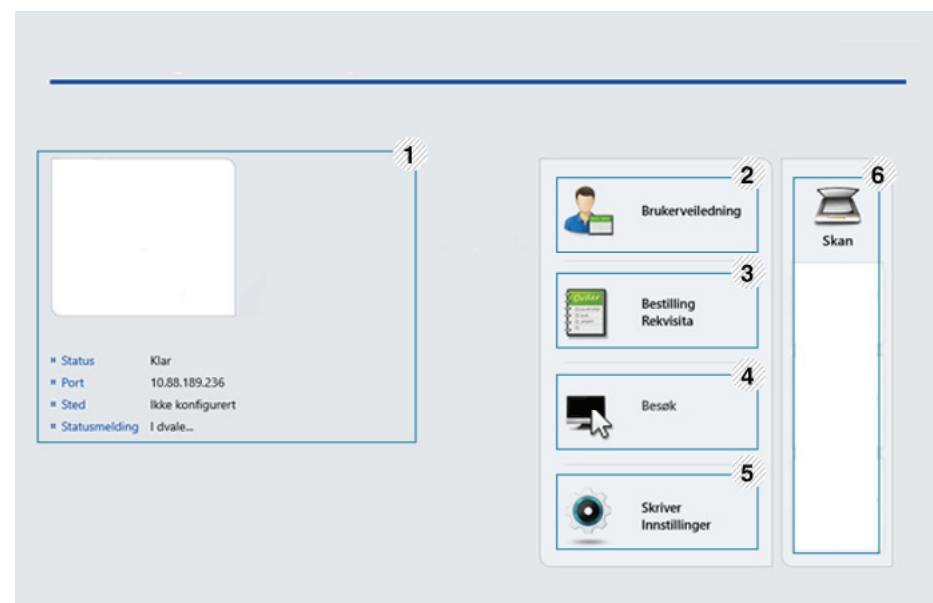 1
Status Klar
Port 10.88.189.236
Sted Ikke konfigurert
Statusmelding I dvale...
2
Brukerveiledning
3
Order
Bestilling
Rekvisita
4
Besøk
5
Skriver
Innstillinger
6
Skan